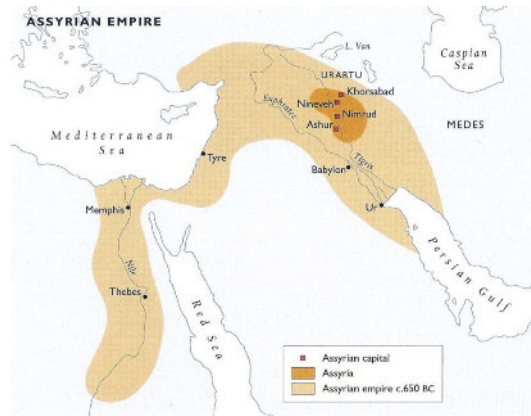 ASSYRIAN EMPIRE
L. Van
Caspian
Sea
URARTU
Khorsabad
Nineveh
Euphrates
Nimrud
Ashur
MEDES
Mediterranean
Sea
Tyre
Tigris
Babylon
Memphis
Ur
Persian Gulf
Nile
Thebes
Red Sea
Assyrian capital
Assyria
Assyrian empire c.650 BC